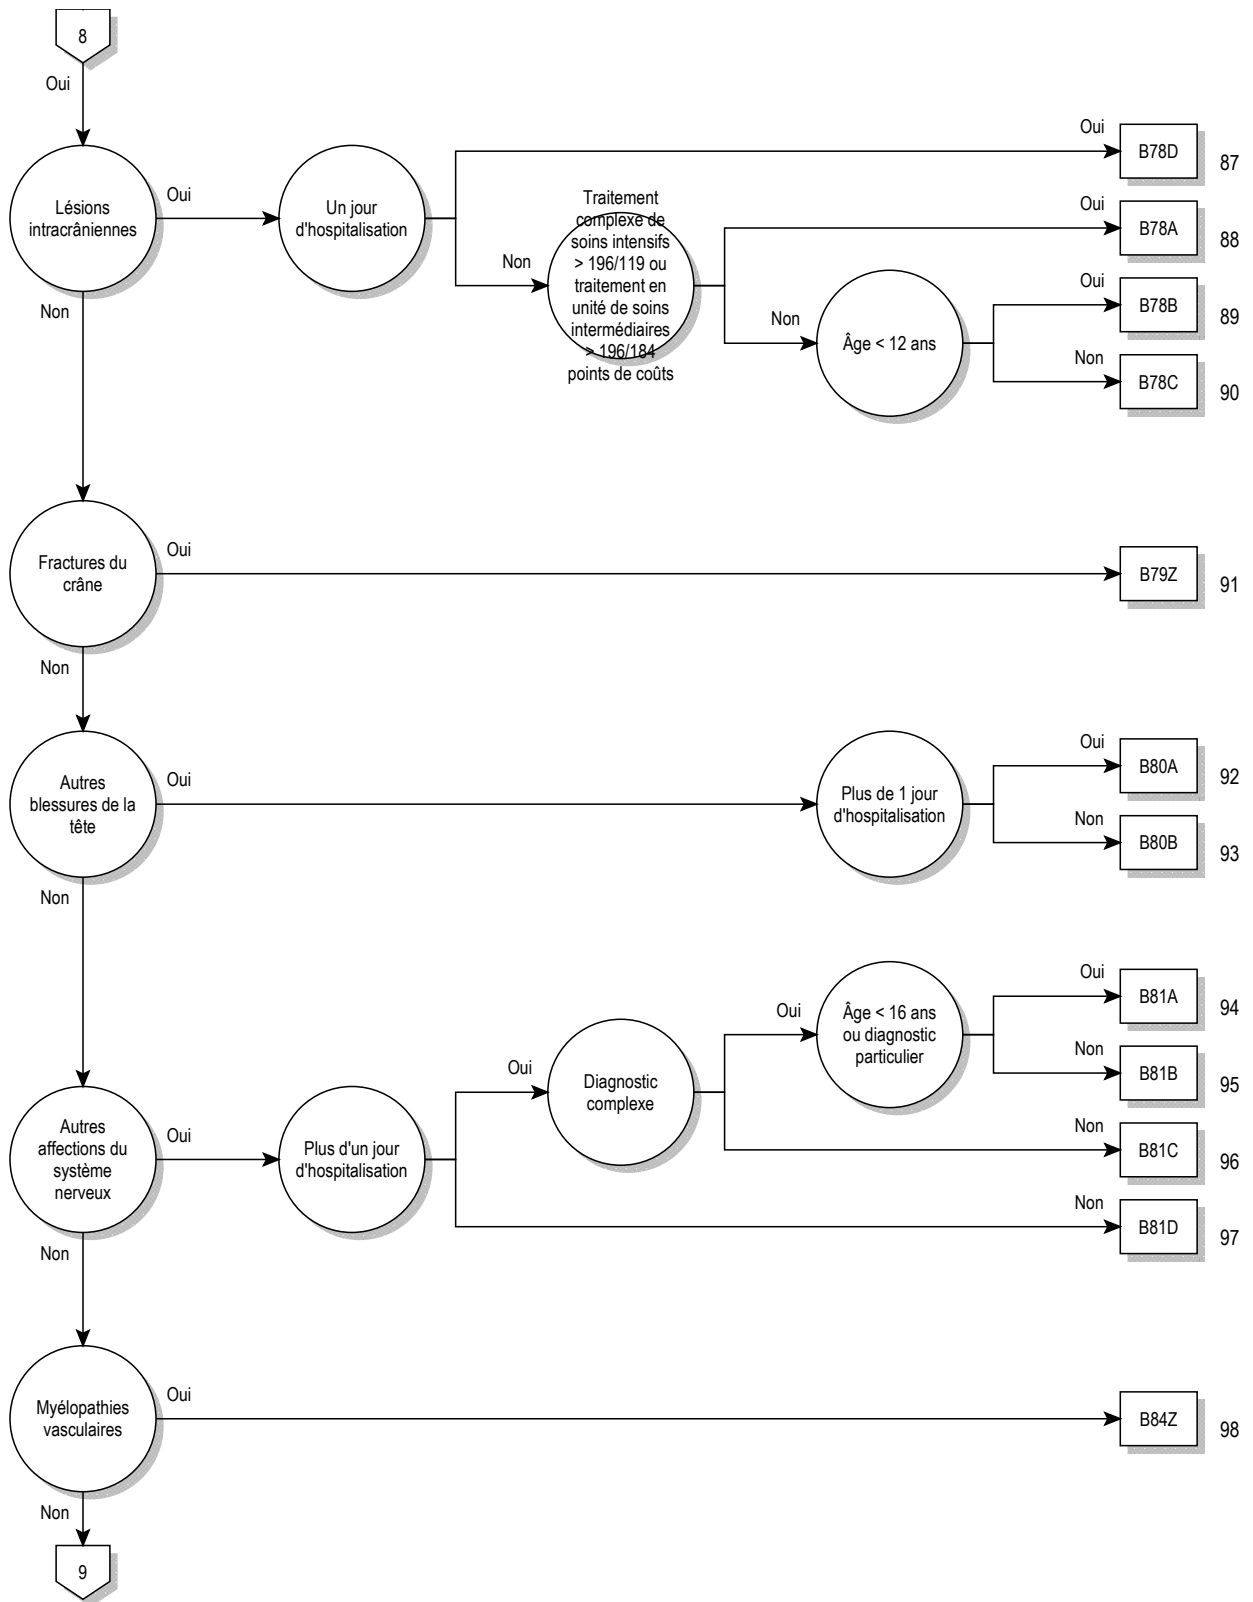 8
Oui
Lésions
intracrâniennes
Oui
Un jour
d'hospitalisation
Oui
B78D
87
Non
Traitement
complexe de
soins intensifs
> 196/119 ou
traitement en
unité de soins
intermédiaires
> 196/184
points de coûts
Oui
B78A
88
Non
Âge < 12 ans
Oui
B78B
89
Non
B78C
90
Non
Fractures du
crâne
Oui
B79Z
91
Non
Autres
blessures de la
tête
Oui
Plus de 1 jour
d'hospitalisation
Oui
B80A
92
Non
B80B
93
Non
Autres
affections du
système
nerveux
Oui
Plus d'un jour
d'hospitalisation
Oui
Diagnostic
complexe
Oui
Âge < 16 ans
ou diagnostic
particulier
Oui
B81A
94
Non
B81B
95
Non
B81C
96
Non
B81D
97
Non
Myélopathies
vasculaires
Oui
B84Z
98
Non
9